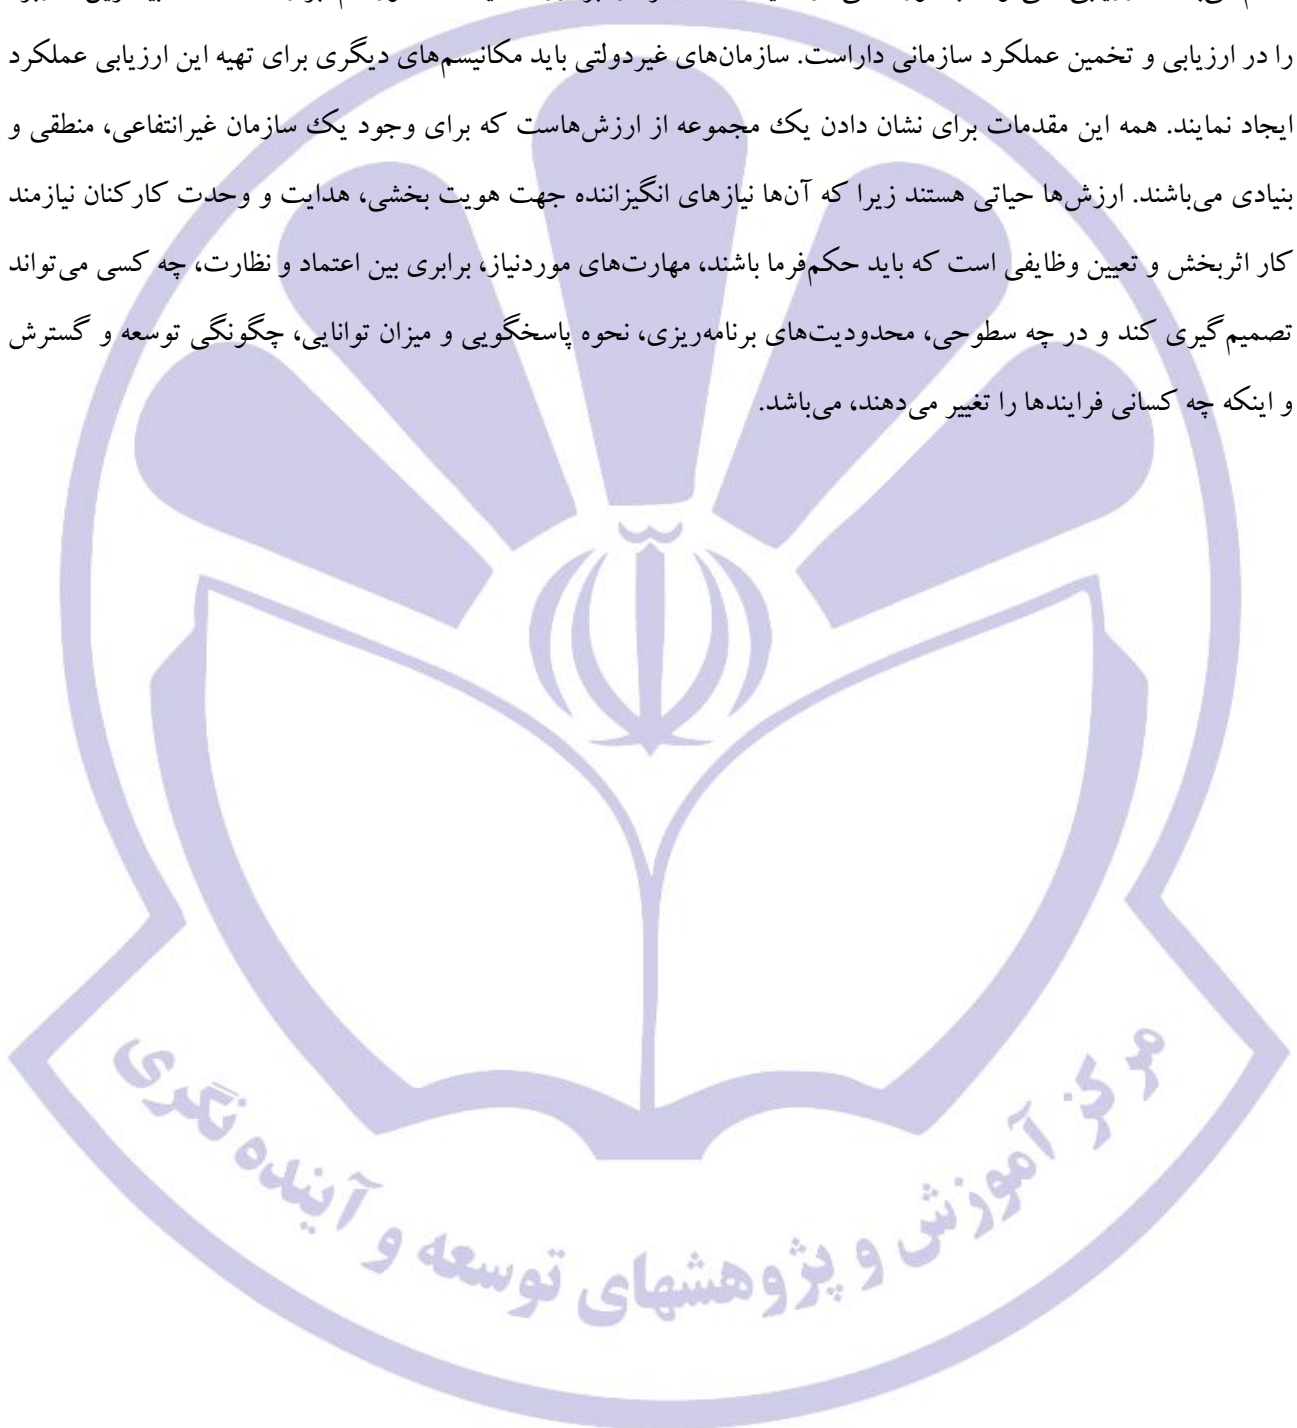 را در ارزیابی و تخمین عملکرد سازمانی داراست. سازمان‌های غیردولتی باید مکانیسم‌های دیگری برای تهیه این ارزیابی عملکرد
ایجاد نمایند. همه این مقدمات برای نشان دادن یک مجموعه از ارزش‌هاست که برای وجود یک سازمان غیرانتفاعی، منطقی و
بنیادی می‌باشند. ارزش‌ها حیاتی هستند زیرا که آن‌ها نیازهای انگیزاننده جهت هویت بخشی، هدایت و وحدت کارکنان نیازمند
کار اثربخش و تعیین وظایفی است که باید حکم‌فرما باشند، مهارت‌های موردنیاز، برابری بین اعتماد و نظارت، چه کسی می‌تواند
تصمیم‌گیری کند و در چه سطوحی، محدودیت‌های برنامه‌ریزی، نحوه پاسخگویی و میزان توانایی، چگونگی توسعه و گسترش
و اینکه چه کسانی فرایندها را تغییر می‌دهند، می‌باشد.
مرکز آموزش و پژوهشهای توسعه و آینده نگری